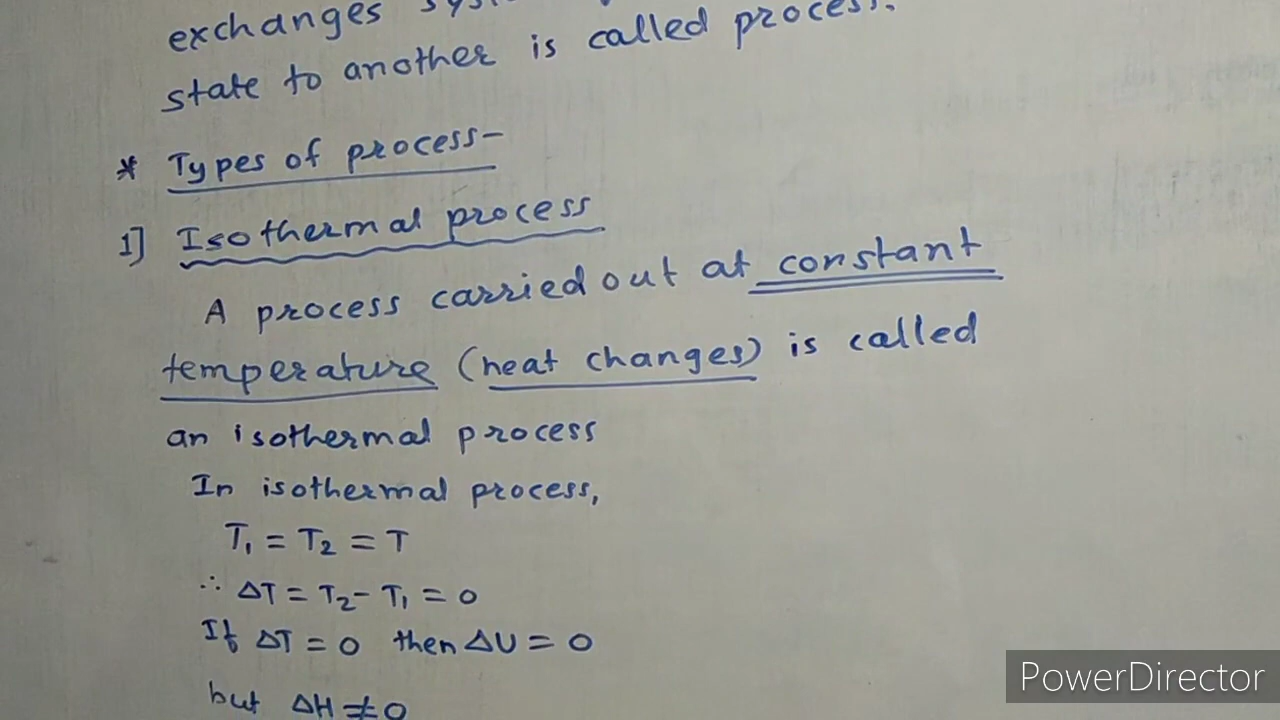 exchanges
state to another is called process.
* Types of process-
1] Isothermal process
A process carried out at constant
temperature (heat changes) is called
an isothermal process
In isothermal process,
T₁ = T₂ = T
∴ ΔT = T₂ - T₁ = 0
If ΔT = 0 then ΔU = 0
but ΔH ≠ 0
PowerDirector